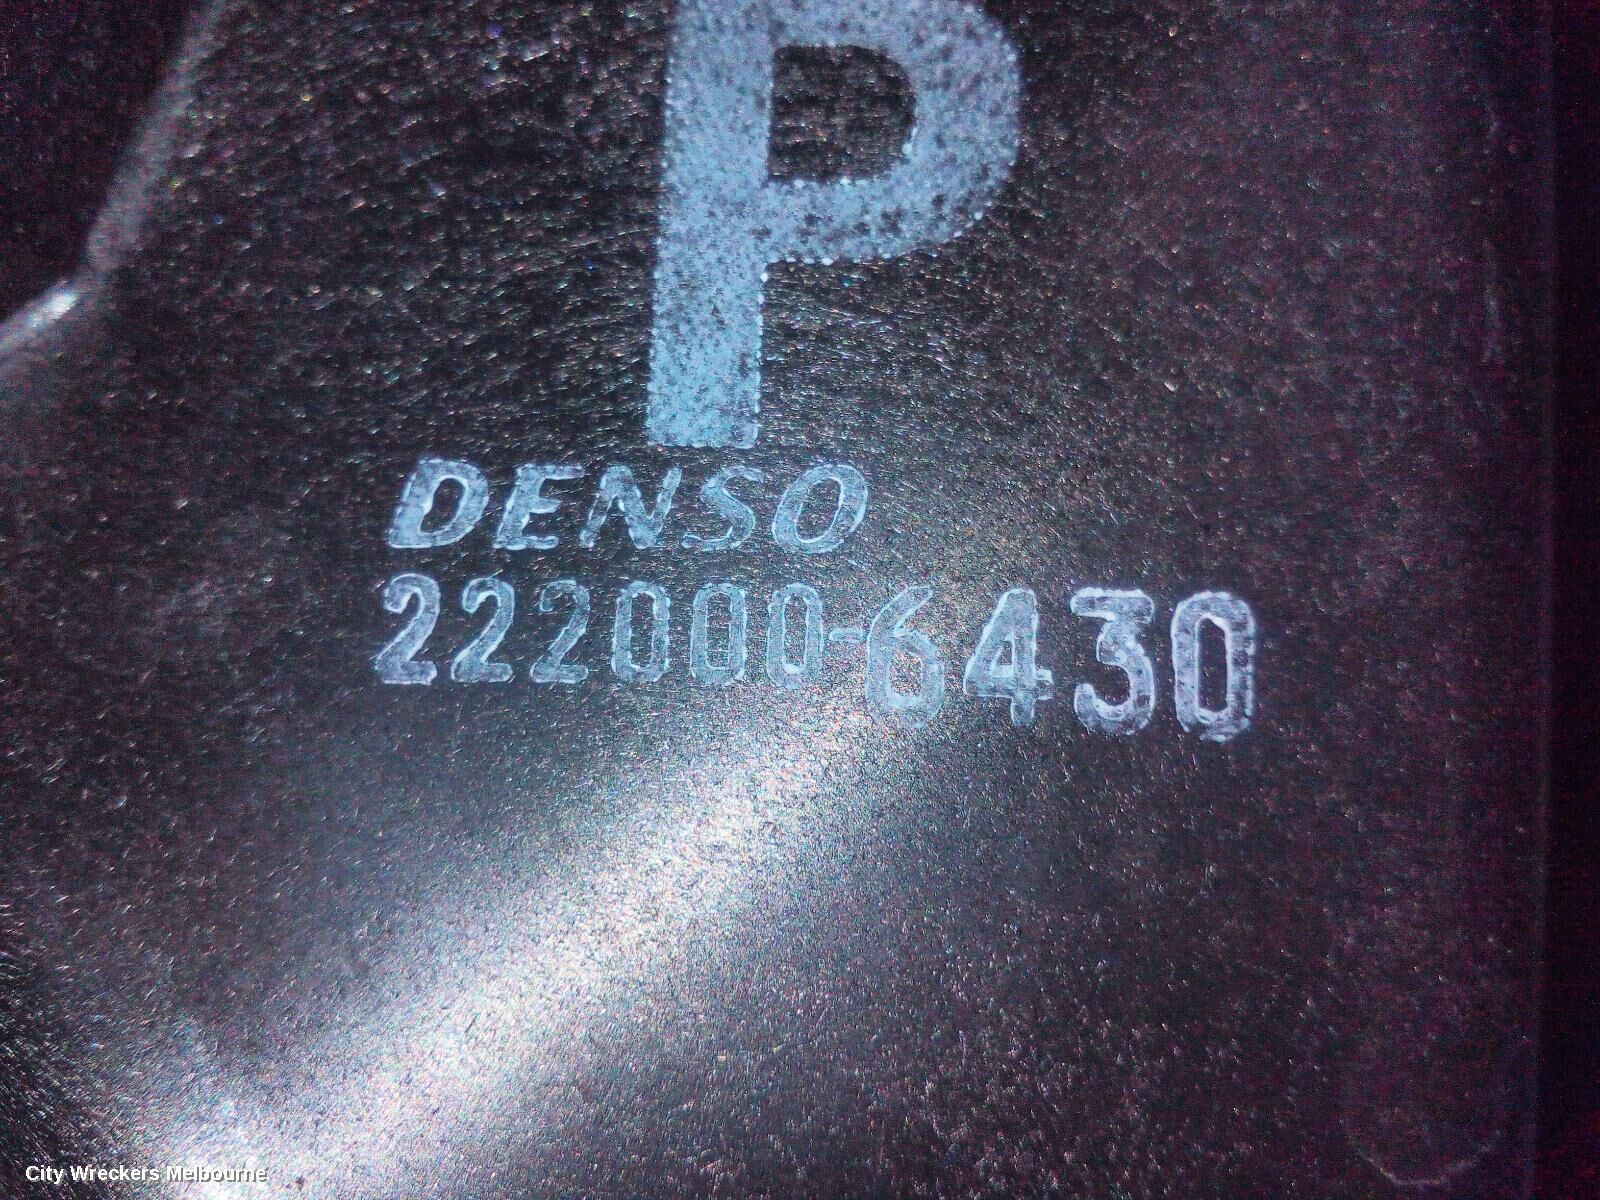 P
DENSO
222000-6430
City Wreckers Melbourne